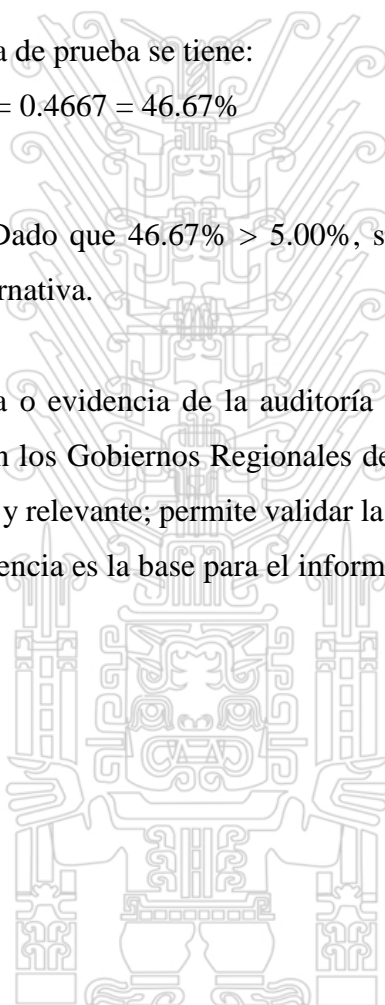 a de prueba se tiene:
= 0.4667 = 46.67%
Dado que 46.67% > 5.00%, s
rnativa.
a o evidencia de la auditoría
n los Gobiernos Regionales de
y relevante; permite validar la
encia es la base para el inform